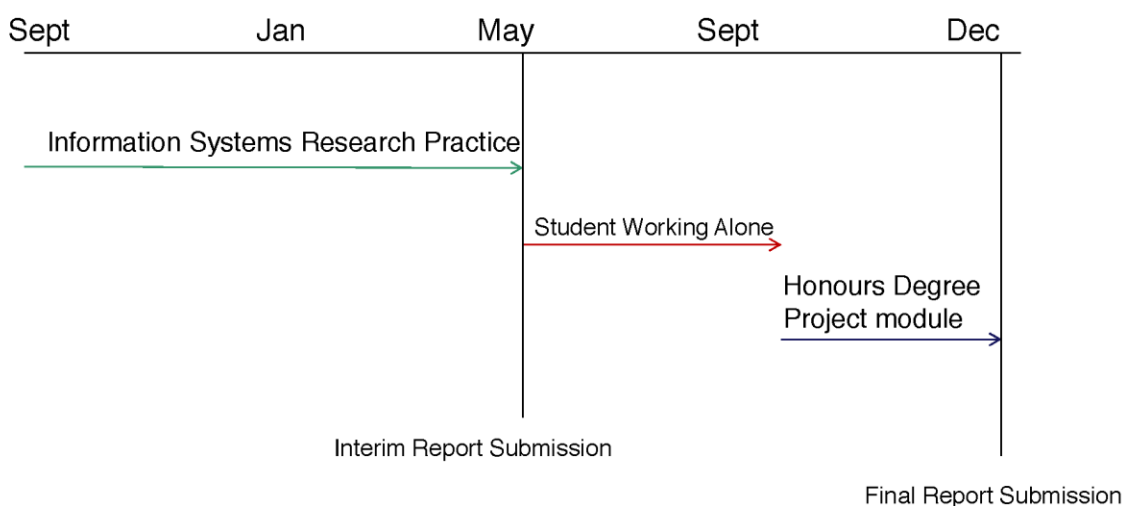 Sept Jan May Sept Dec
Information Systems Research Practice
Student Working Alone
Honours Degree
Project module
Interim Report Submission
Final Report Submission